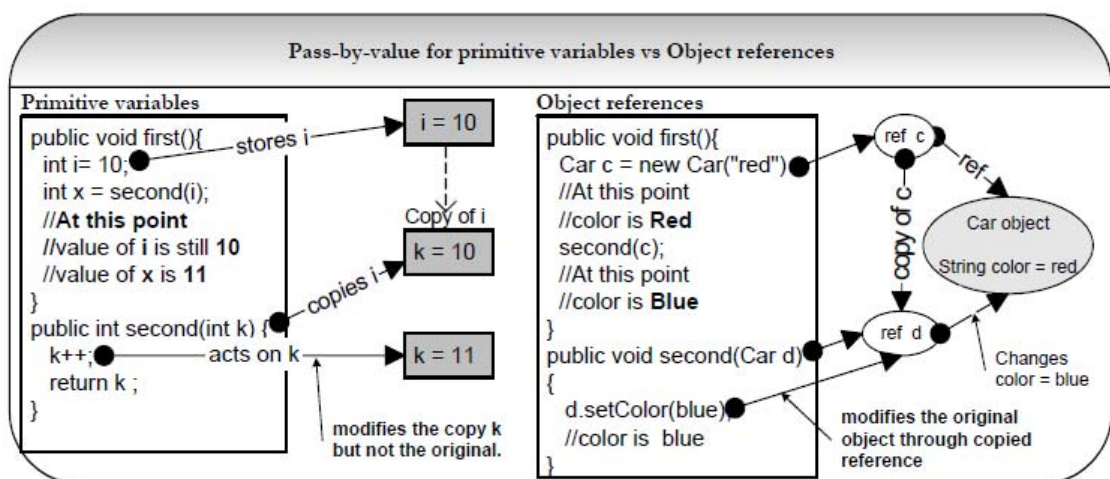 Pass-by-value for primitive variables vs Object references
Primitive variables
public void first(){
int i= 10;
int x = second(i);
//At this point
//value of i is still 10
//value of x is 11
}
public int second(int k) {
k++;
return k ;
}
stores i
i = 10
Copy of i
k = 10
copies i
acts on k
k = 11
modifies the copy k
but not the original.
Object references
public void first(){
Car c = new Car("red")
//At this point
//color is Red
second(c);
//At this point
//color is Blue
}
public void second(Car d)
{
d.setColor(blue);
//color is blue
}
ref c
ref
copy of c
Car object
String color = red
ref d
Changes
color = blue
modifies the original
object through copied
reference